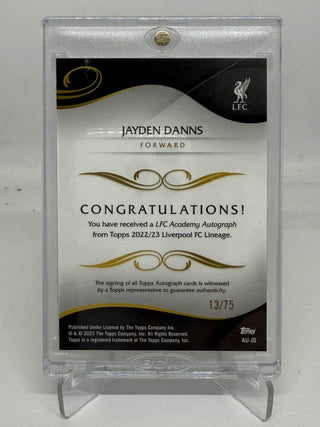 L.F.C.
JAYDEN DANNS
FORWARD
CONGRATULATIONS!
You have received a LFC Academy Autograph
from Topps 2022/23 Liverpool FC Lineage.
The signing of all Topps Autograph cards is witnessed
by a Topps representative to guarantee authenticity.
13/75
Published Under License by The Topps Company, Inc.
© & ® 2023 The Topps Company, Inc. All Rights Reserved.
Topps is a registered trademark of The Topps Company, Inc.
Topps
AU-JD